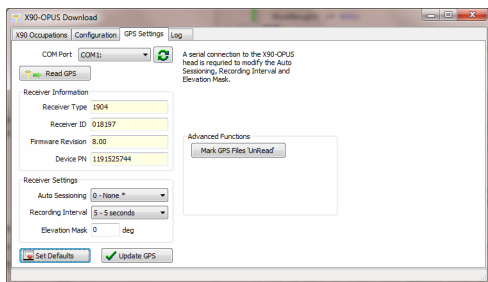 X90-OPUS Download
X90 Occupations Configuration GPS Settings Log
COM Port COM1:
Read GPS
A serial connection to the X90-OPUS
head is requried to modify the Auto
Sessioning, Recording Interval and
Elevation Mask.
Receiver Information
Receiver Type 1904
Receiver ID 018197
Firmware Revision 8.00
Device PN 1191525744
Advanced Functions
Mark GPS Files 'UnRead'
Receiver Settings
Auto Sessioning 0 - None *
Recording Interval 5 - 5 seconds
Elevation Mask 0 deg
Set Defaults Update GPS